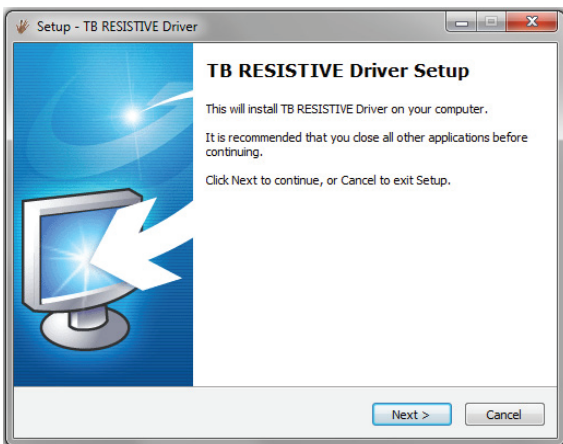 Setup - TB RESISTIVE Driver
TB RESISTIVE Driver Setup
This will install TB RESISTIVE Driver on your computer.
It is recommended that you close all other applications before
continuing.
Click Next to continue, or Cancel to exit Setup.
Next >
Cancel